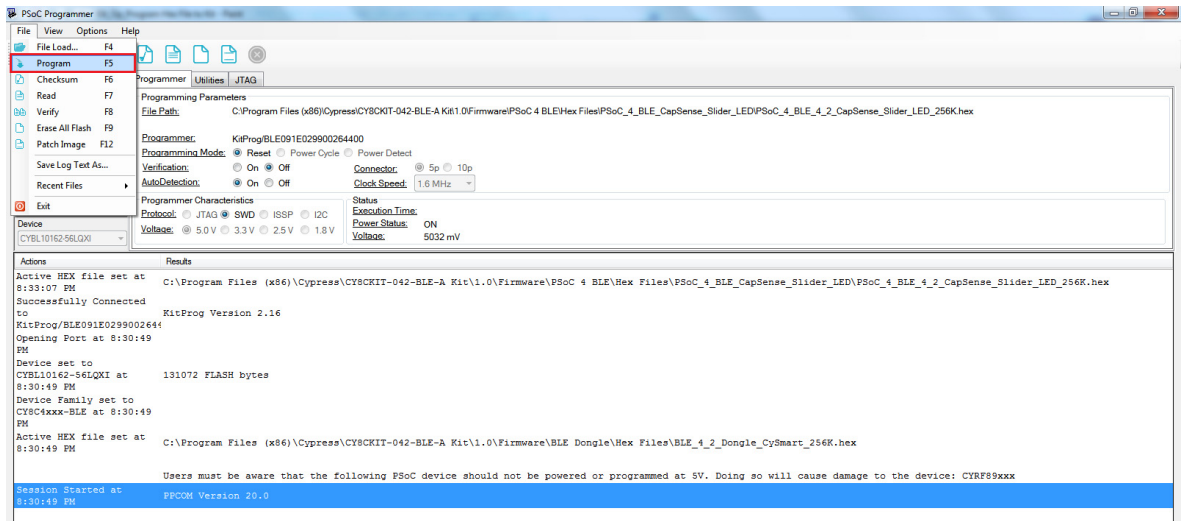 PSoC Programmer
File View Options Help
File Load... F4
Program F5
Checksum F6
Read F7
Verify F8
Erase All Flash F9
Patch Image F12
Save Log Text As...
Recent Files
Exit
Programmer Utilities JTAG
Programming Parameters
File Path: C:\Program Files (x86)\Cypress\CY8CKIT-042-BLE-A Kit\1.0\Firmware\PSoC 4 BLE\Hex Files\PSoC_4_BLE_CapSense_Slider_LED\PSoC_4_BLE_4_2_CapSense_Slider_LED_256K.hex
Programmer: KitProg/BLE091E029900264400
Programming Mode: Reset Power Cycle Power Detect
Verification: On Off Connector: 5p 10p
AutoDetection: On Off Clock Speed: 1.6 MHz
Programmer Characteristics
Protocol: JTAG SWD ISSP I2C
Voltage: 5.0 V 3.3 V 2.5 V 1.8 V
Status
Execution Time:
Power Status: ON
Voltage: 5032 mV
Device
CYBL10162-56LQXI
Actions Results
Active HEX file set at
8:33:07 PM
C:\Program Files (x86)\Cypress\CY8CKIT-042-BLE-A Kit\1.0\Firmware\PSoC 4 BLE\Hex Files\PSoC_4_BLE_CapSense_Slider_LED\PSoC_4_BLE_4_2_CapSense_Slider_LED_256K.hex
Successfully Connected
to
KitProg/BLE091E0299002644
KitProg Version 2.16
Opening Port at 8:30:49
PM
Device set to
CYBL10162-56LQXI at
8:30:49 PM
131072 FLASH bytes
Device Family set to
CY8C4xxx-BLE at 8:30:49
PM
Active HEX file set at
8:30:49 PM
C:\Program Files (x86)\Cypress\CY8CKIT-042-BLE-A Kit\1.0\Firmware\BLE Dongle\Hex Files\BLE_4_2_Dongle_CySmart_256K.hex
Users must be aware that the following PSoC device should not be powered or programmed at 5V. Doing so will cause damage to the device: CYRF89xxx
Session Started at
8:30:49 PM
PPCOM Version 20.0